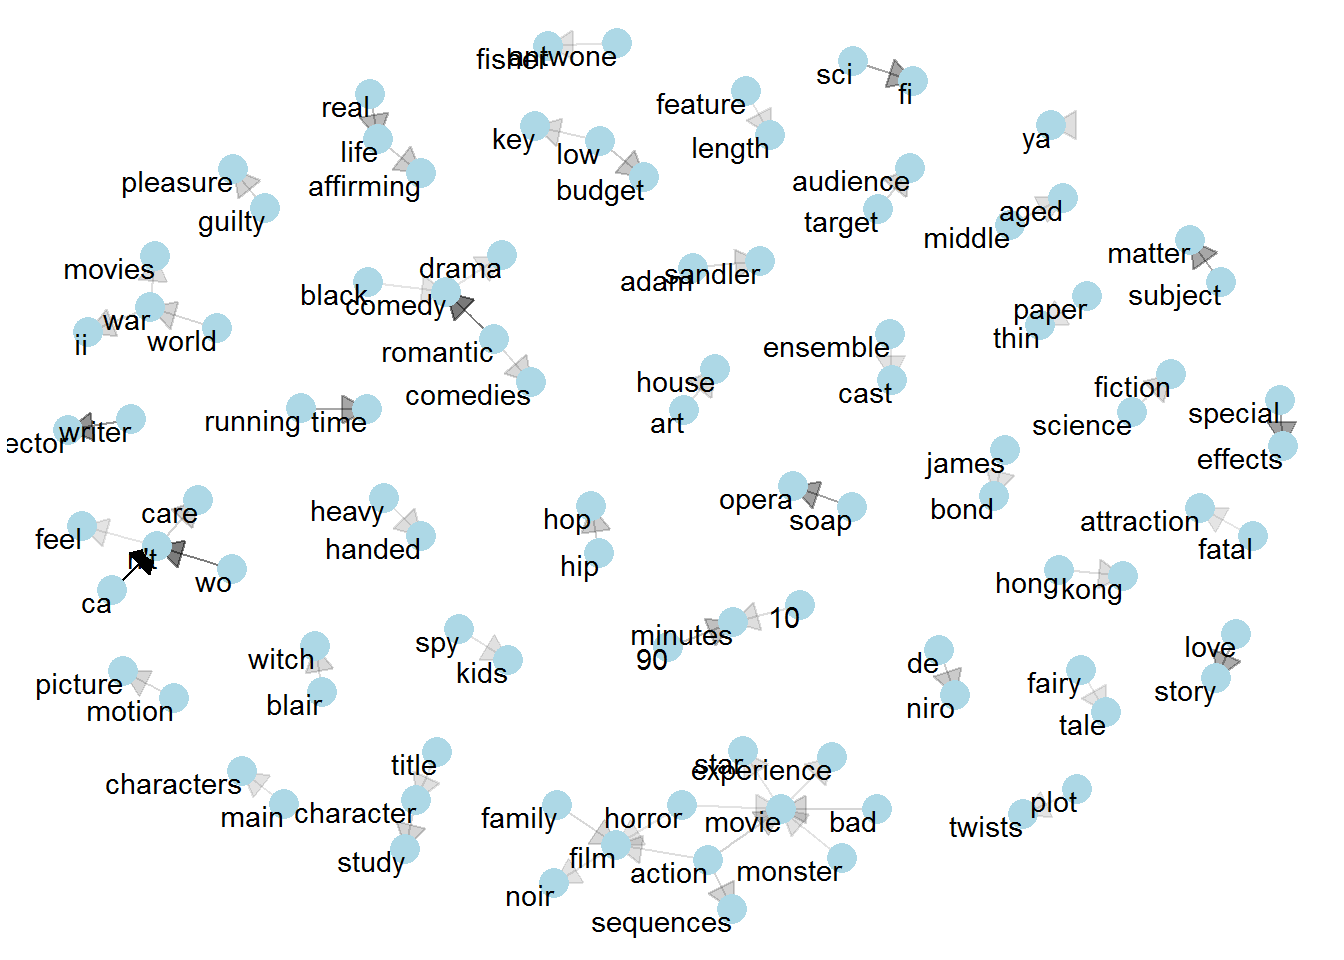 fisher
antwone
sci
fi
real
feature
key
low
length
ya
life
affirming
budget
audience
target
pleasure
guilty
aged
middle
movies
drama
adam
sandler
matter
subject
black
comedy
war
ii
world
paper
thin
romantic
comedies
ensemble
cast
house
art
fiction
science
special
effects
running
time
ector
writer
james
bond
opera
soap
heavy
handed
hop
hip
attraction
fatal
care
feel
n't
ca
wo
hong
kong
minutes
10
90
spy
kids
witch
blair
picture
motion
de
niro
love
story
fairy
tale
title
character
study
characters
main
star
experience
family
horror
movie
bad
film
action
monster
noir
sequences
plot
twists